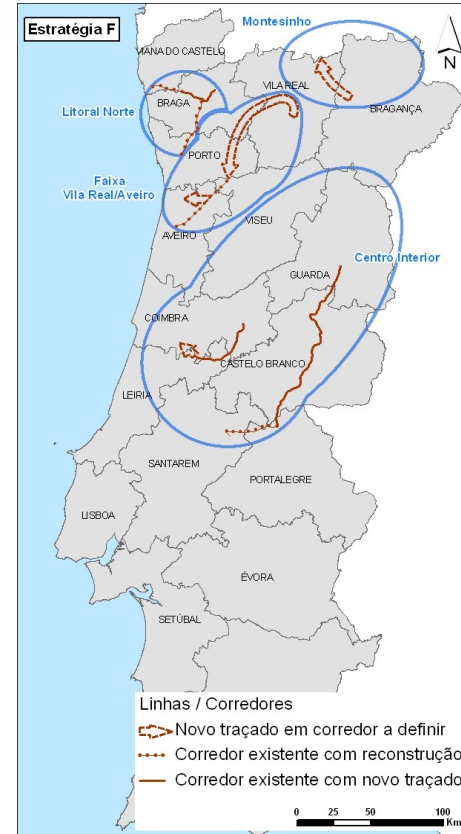 Estratégia F
Montesinho
N
VIANA DO CASTELO
BRAGA
VILA REAL
BRAGANÇA
Litoral Norte
PORTO
Faixa
Vila Real/Aveiro
VISEU
AVEIRO
Centro Interior
GUARDA
COIMBRA
CASTELO BRANCO
LEIRIA
SANTAREM
PORTALEGRE
LISBOA
ÉVORA
SETÚBAL
Linhas / Corredores
Novo traçado em corredor a definir
Corredor existente com reconstrução
Corredor existente com novo traçado
0 25 50 100
Km